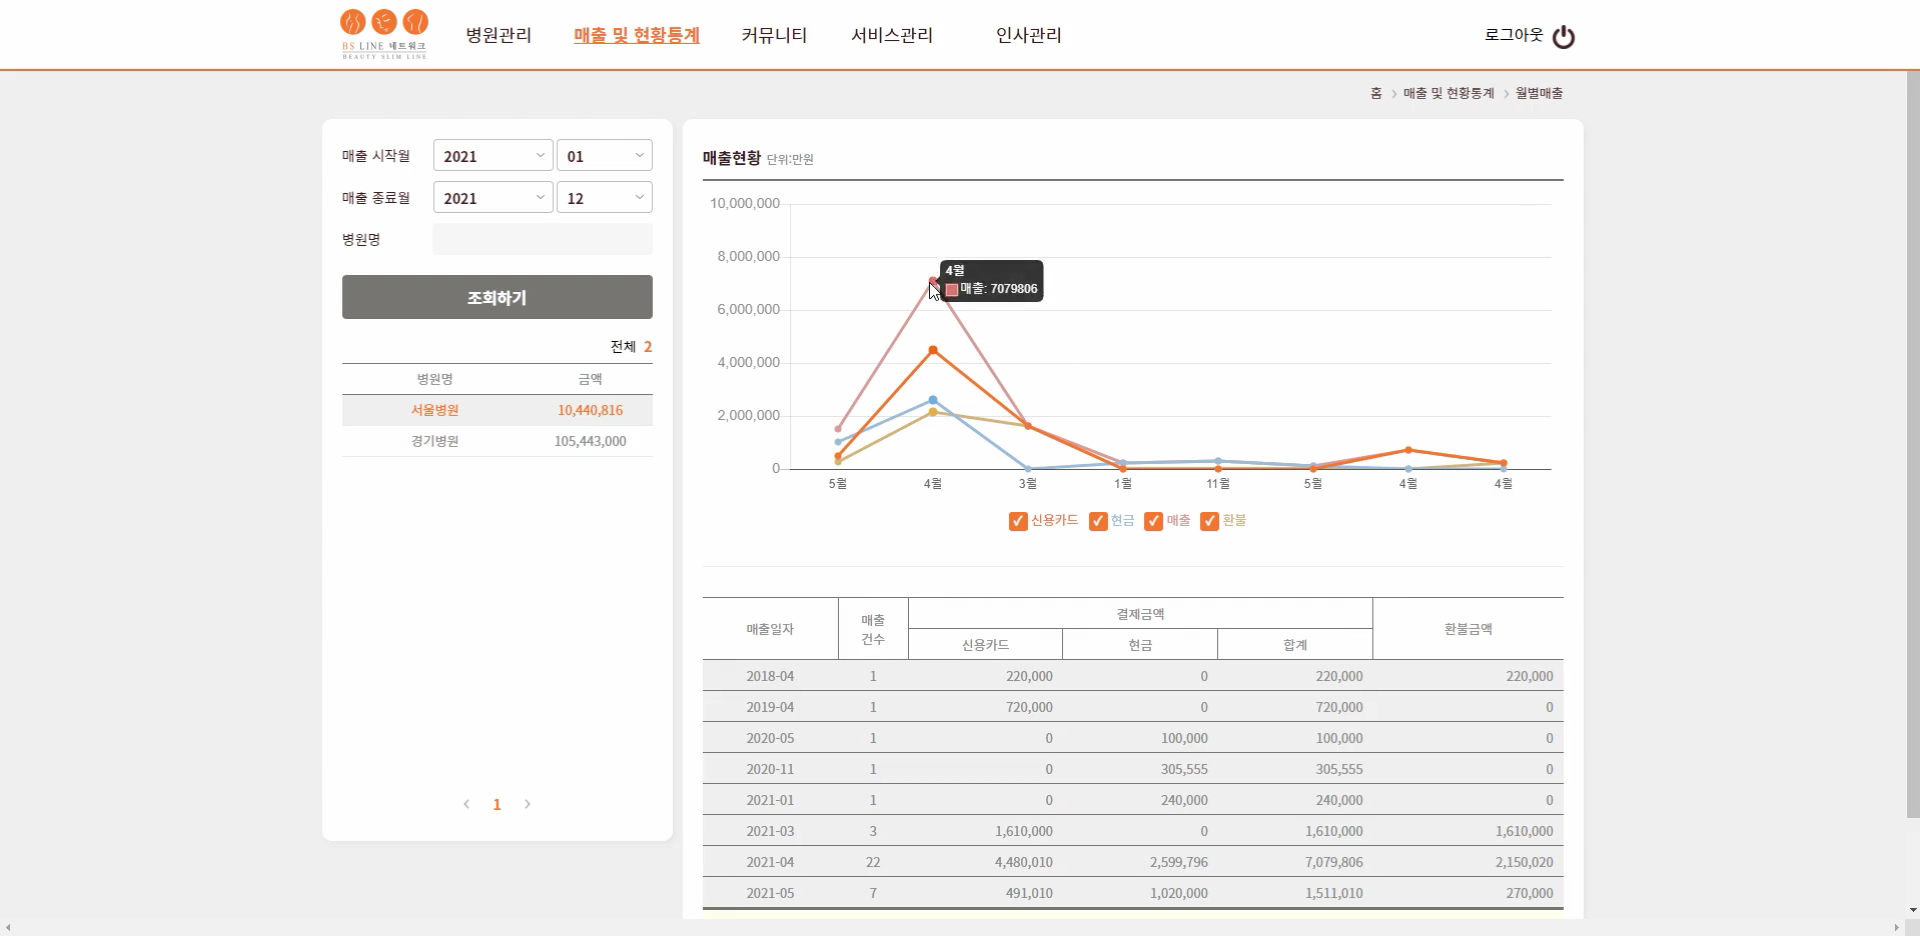 BS LINE 네트워크
BEAUTY SLIM LINE
병원관리 매출 및 현황통계 커뮤니티 서비스관리 인사관리
로그아웃
홈 > 매출 및 현황통계 > 월별매출
매출 시작월 2021 01
매출 종료월 2021 12
병원명
조회하기
전체 2
병원명 금액
서울병원 10,440,816
경기병원 105,443,000
< 1 >
매출현황 단위:만원
10,000,000
8,000,000
6,000,000
4,000,000
2,000,000
0
4월
매출: 7079806
5월 4월 3월 1월 11월 5월 4월 4월
신용카드 현금 매출 환불
매출일자 매출 건수 결제금액 환불금액
신용카드 현금 합계
2018-04 1 220,000 0 220,000 220,000
2019-04 1 720,000 0 720,000 0
2020-05 1 0 100,000 100,000 0
2020-11 1 0 305,555 305,555 0
2021-01 1 0 240,000 240,000 0
2021-03 3 1,610,000 0 1,610,000 1,610,000
2021-04 22 4,480,010 2,599,796 7,079,806 2,150,020
2021-05 7 491,010 1,020,000 1,511,010 270,000